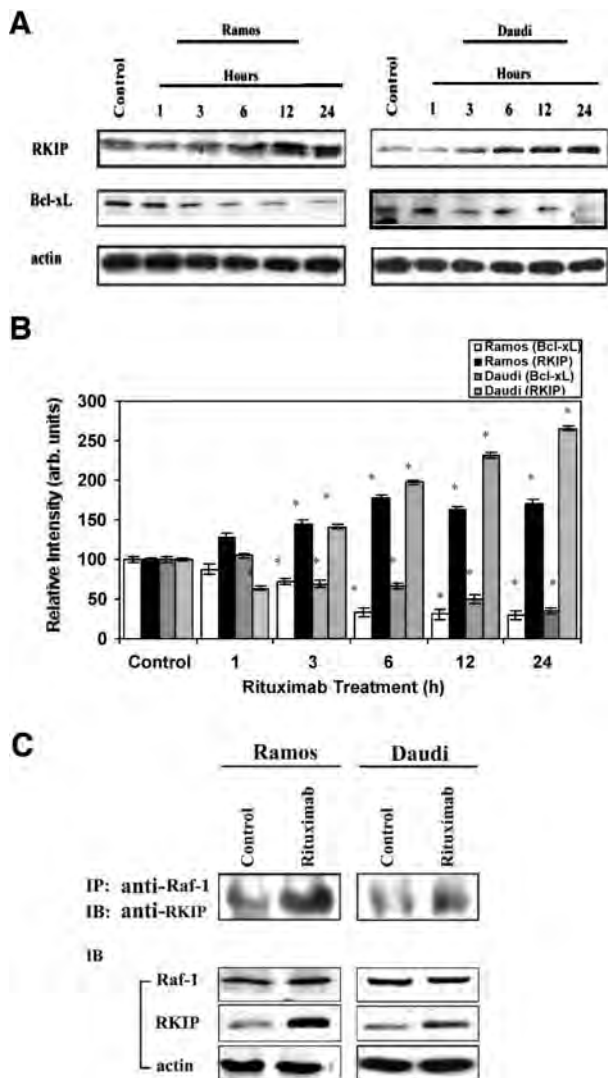 A
Ramos
Daudi
Control
Hours
1 3 6 12 24
Control
Hours
1 3 6 12 24
RKIP
Bcl-xL
actin
B
Ramos (Bcl-xL)
Ramos (RKIP)
Daudi (Bcl-xL)
Daudi (RKIP)
Relative Intensity (arb. units)
300
250
200
150
100
50
0
* * * * * * * * * * * * * * * *
Control 1 3 6 12 24
Rituximab Treatment (h)
C
Ramos Daudi
Control Rituximab Control Rituximab
IP: anti-Raf-1
IB: anti-RKIP
IB
Raf-1
RKIP
actin